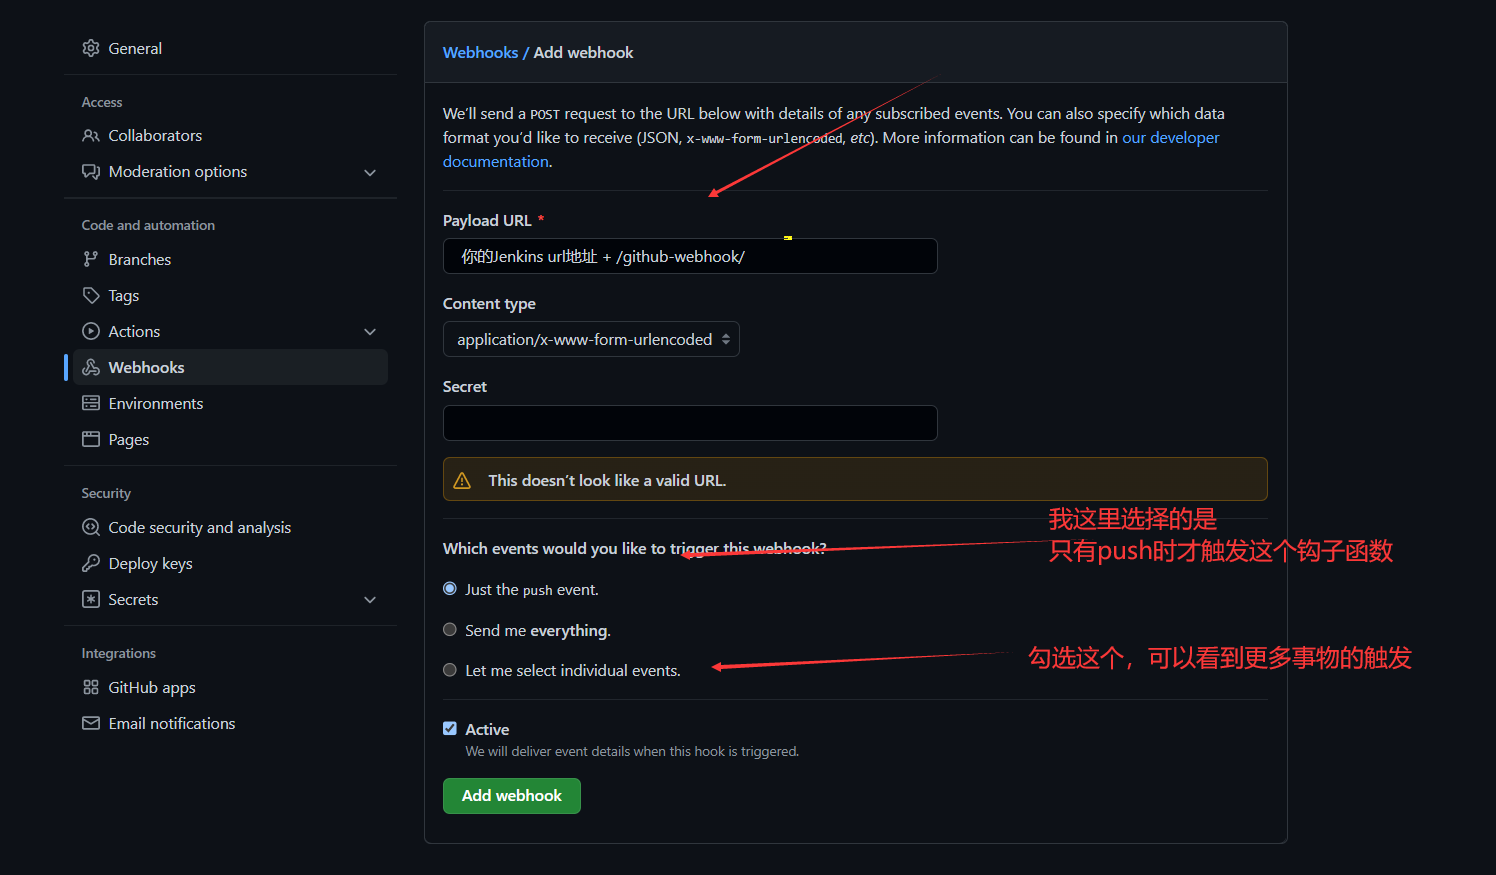 General
Access
Collaborators
Moderation options
Code and automation
Branches
Tags
Actions
Webhooks
Environments
Pages
Security
Code security and analysis
Deploy keys
Secrets
Integrations
GitHub apps
Email notifications
Webhooks / Add webhook
We’ll send a POST request to the URL below with details of any subscribed events. You can also specify which data
format you’d like to receive (JSON, x-www-form-urlencoded, etc). More information can be found in our developer
documentation.
Payload URL *
你的Jenkins url地址 + /github-webhook/
Content type
application/x-www-form-urlencoded
Secret
This doesn’t look like a valid URL.
我这里选择的是
只有push时才触发这个钩子函数
Which events would you like to trigger this webhook?
Just the push event.
Send me everything.
Let me select individual events.
勾选这个，可以看到更多事物的触发
Active
We will deliver event details when this hook is triggered.
Add webhook